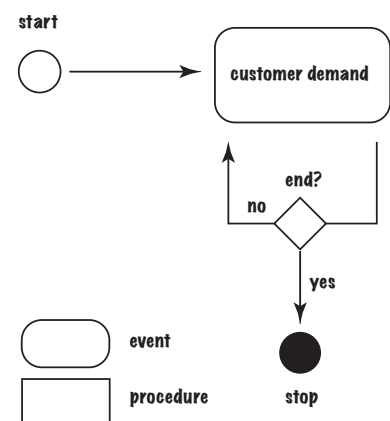 start
customer demand
end?
no
yes
event
procedure
stop